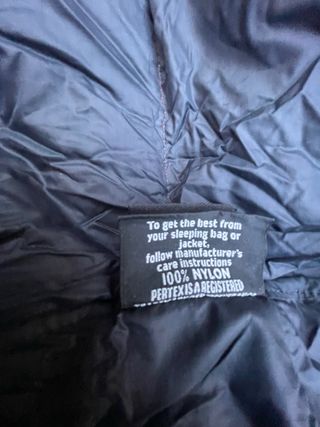 To get the best from
your sleeping bag or
jacket,
follow manufacturer's
care instructions
100% NYLON
PERTEX IS A REGISTERED